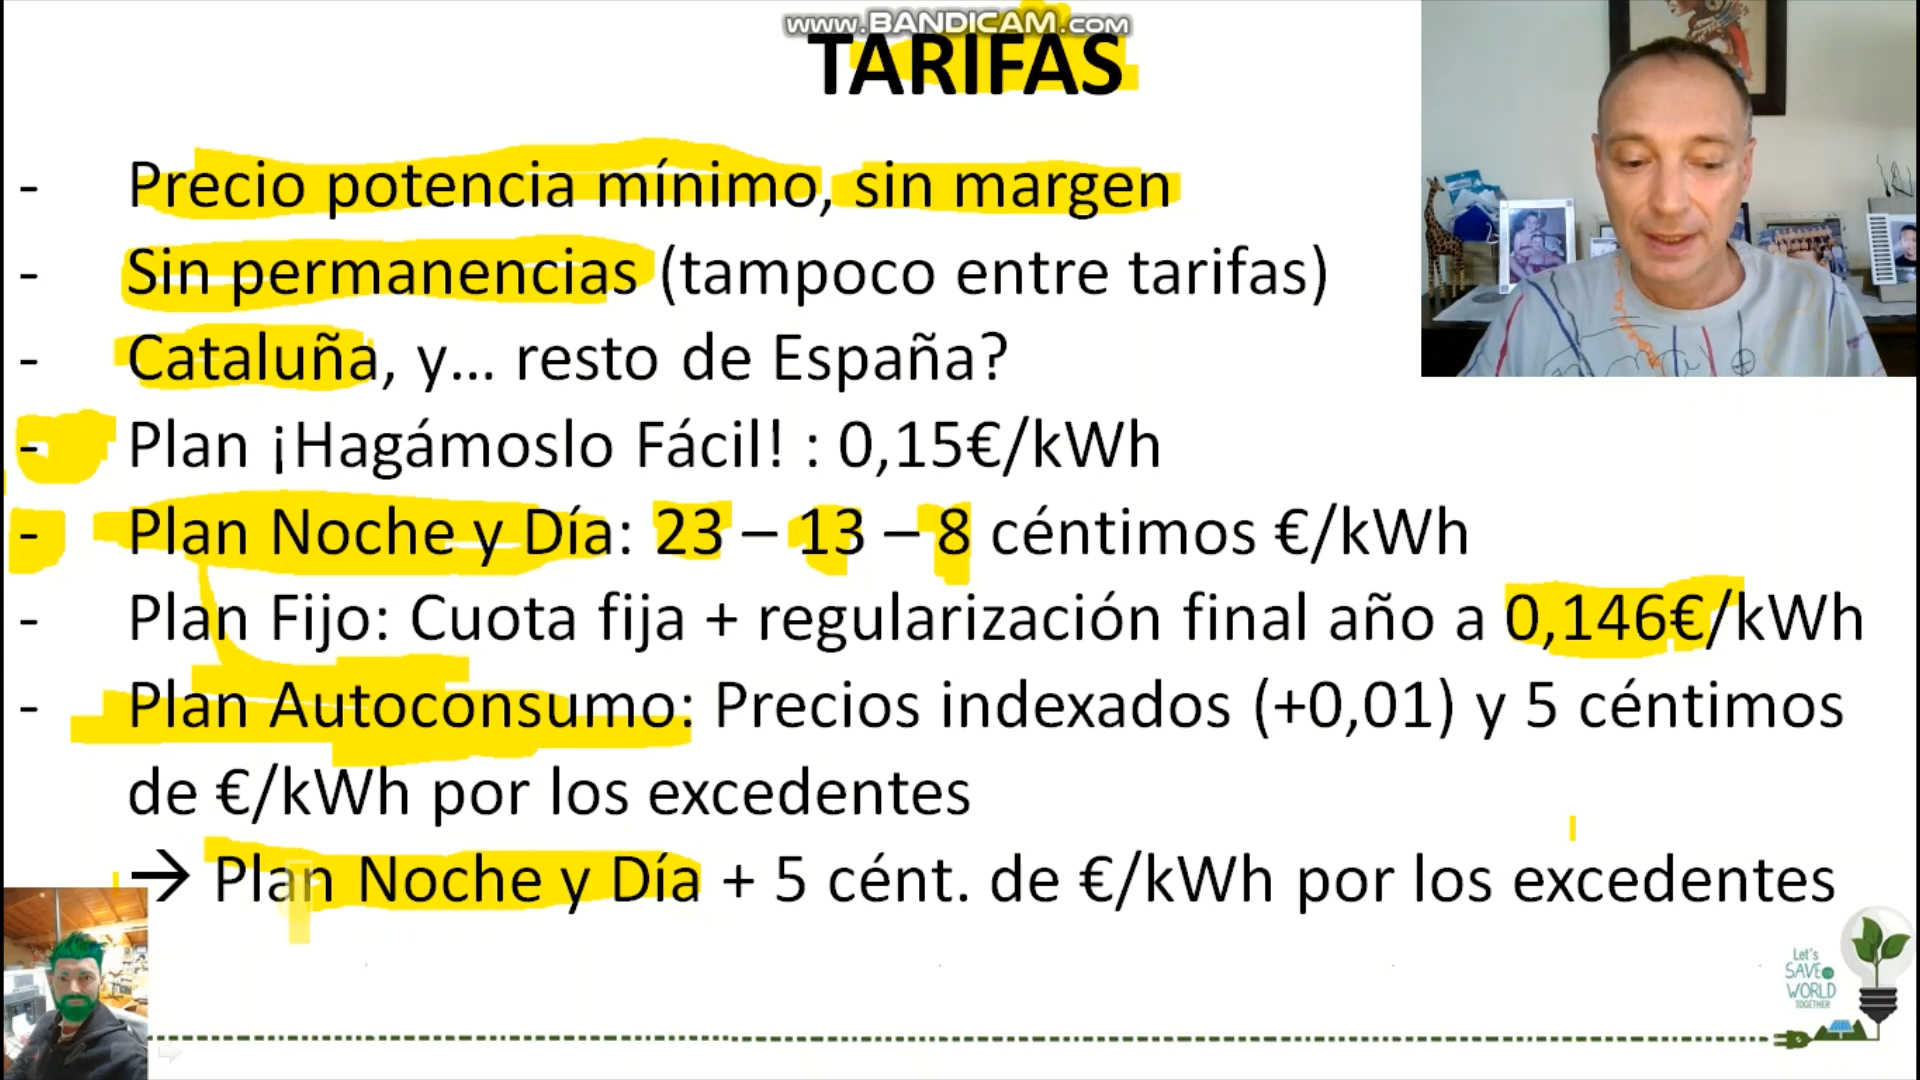 www.BANDICAM.com
TARIFAS
- Precio potencia mínimo, sin margen
- Sin permanencias (tampoco entre tarifas)
- Cataluña, y... resto de España?
- Plan ¡Hagámoslo Fácil! : 0,15€/kWh
- Plan Noche y Día: 23 – 13 – 8 céntimos €/kWh
- Plan Fijo: Cuota fija + regularización final año a 0,146€/kWh
- Plan Autoconsumo: Precios indexados (+0,01) y 5 céntimos
de €/kWh por los excedentes
→ Plan Noche y Día + 5 cént. de €/kWh por los excedentes
Let's
SAVE
WORLD
TOGETHER